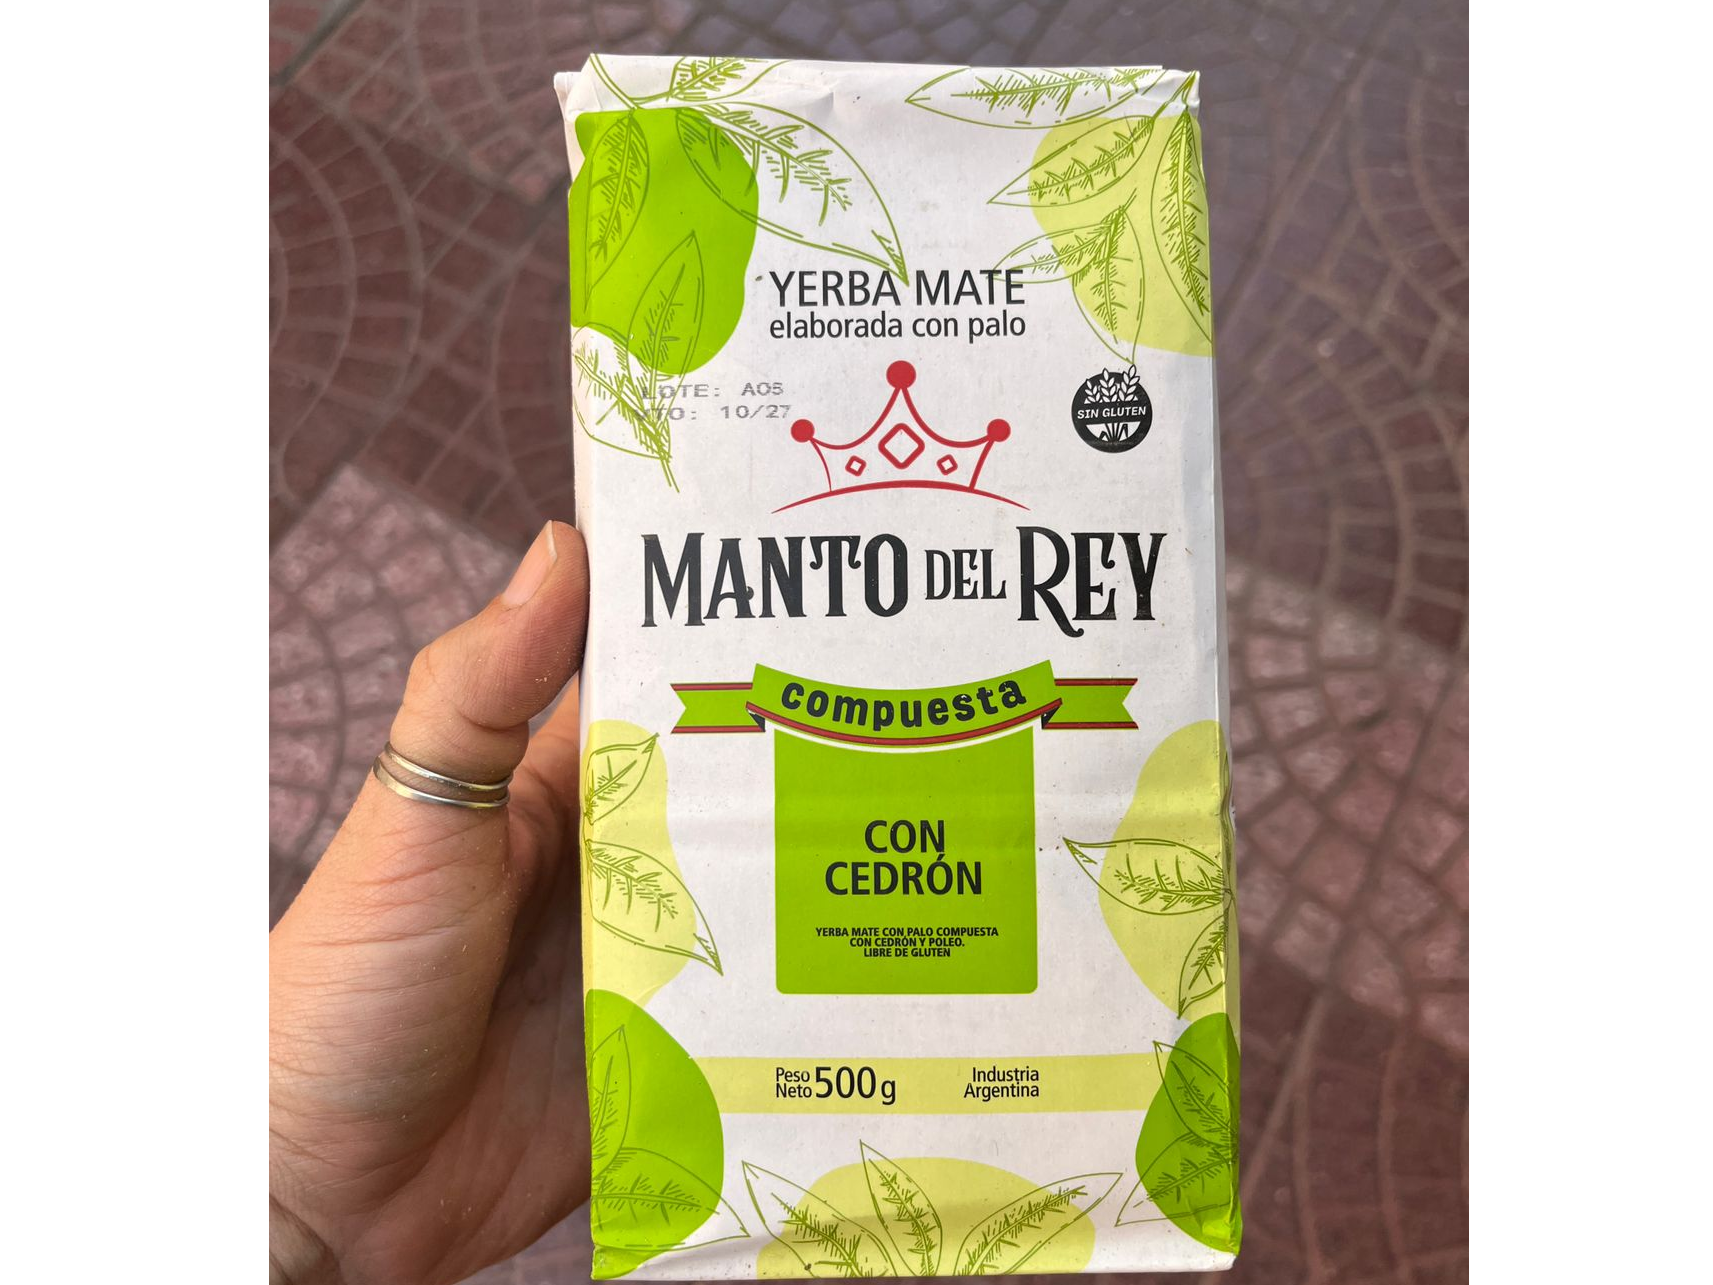 YERBA MATE
elaborada con palo
LOTE: A05
VTO: 10/27
SIN GLUTEN
MANTO DEL REY
compuesta
CON
CEDRÓN
YERBA MATE CON PALO COMPUESTA
CON CEDRÓN Y POLEO.
LIBRE DE GLUTEN
Peso
Neto 500 g
Industria
Argentina